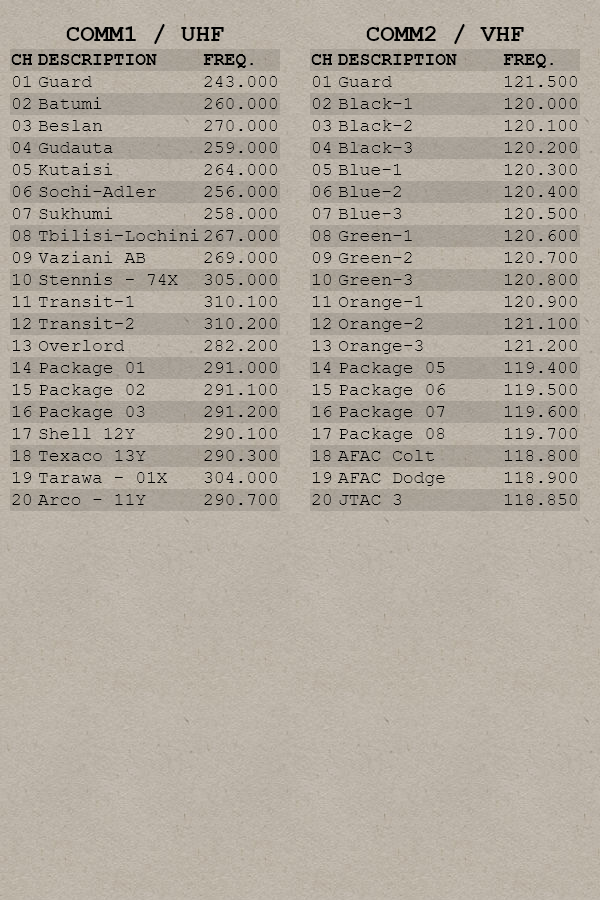 COMM1 / UHF
CH DESCRIPTION FREQ.
01 Guard 243.000
02 Batumi 260.000
03 Beslan 270.000
04 Gudauta 259.000
05 Kutaisi 264.000
06 Sochi-Adler 256.000
07 Sukhumi 258.000
08 Tbilisi-Lochini 267.000
09 Vaziani AB 269.000
10 Stennis - 74X 305.000
11 Transit-1 310.100
12 Transit-2 310.200
13 Overlord 282.200
14 Package 01 291.000
15 Package 02 291.100
16 Package 03 291.200
17 Shell 12Y 290.100
18 Texaco 13Y 290.300
19 Tarawa - 01X 304.000
20 Arco - 11Y 290.700
COMM2 / VHF
CH DESCRIPTION FREQ.
01 Guard 121.500
02 Black-1 120.000
03 Black-2 120.100
04 Black-3 120.200
05 Blue-1 120.300
06 Blue-2 120.400
07 Blue-3 120.500
08 Green-1 120.600
09 Green-2 120.700
10 Green-3 120.800
11 Orange-1 120.900
12 Orange-2 121.100
13 Orange-3 121.200
14 Package 05 119.400
15 Package 06 119.500
16 Package 07 119.600
17 Package 08 119.700
18 AFAC Colt 118.800
19 AFAC Dodge 118.900
20 JTAC 3 118.850